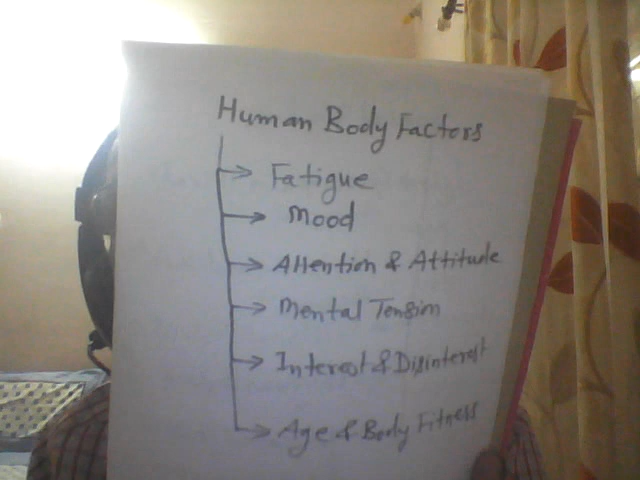 Human Body Factors
→ Fatigue
→ Mood
→ Attention & Attitude
→ Mental Tension
→ Interest & Disinterest
→ Age & Body Fitness